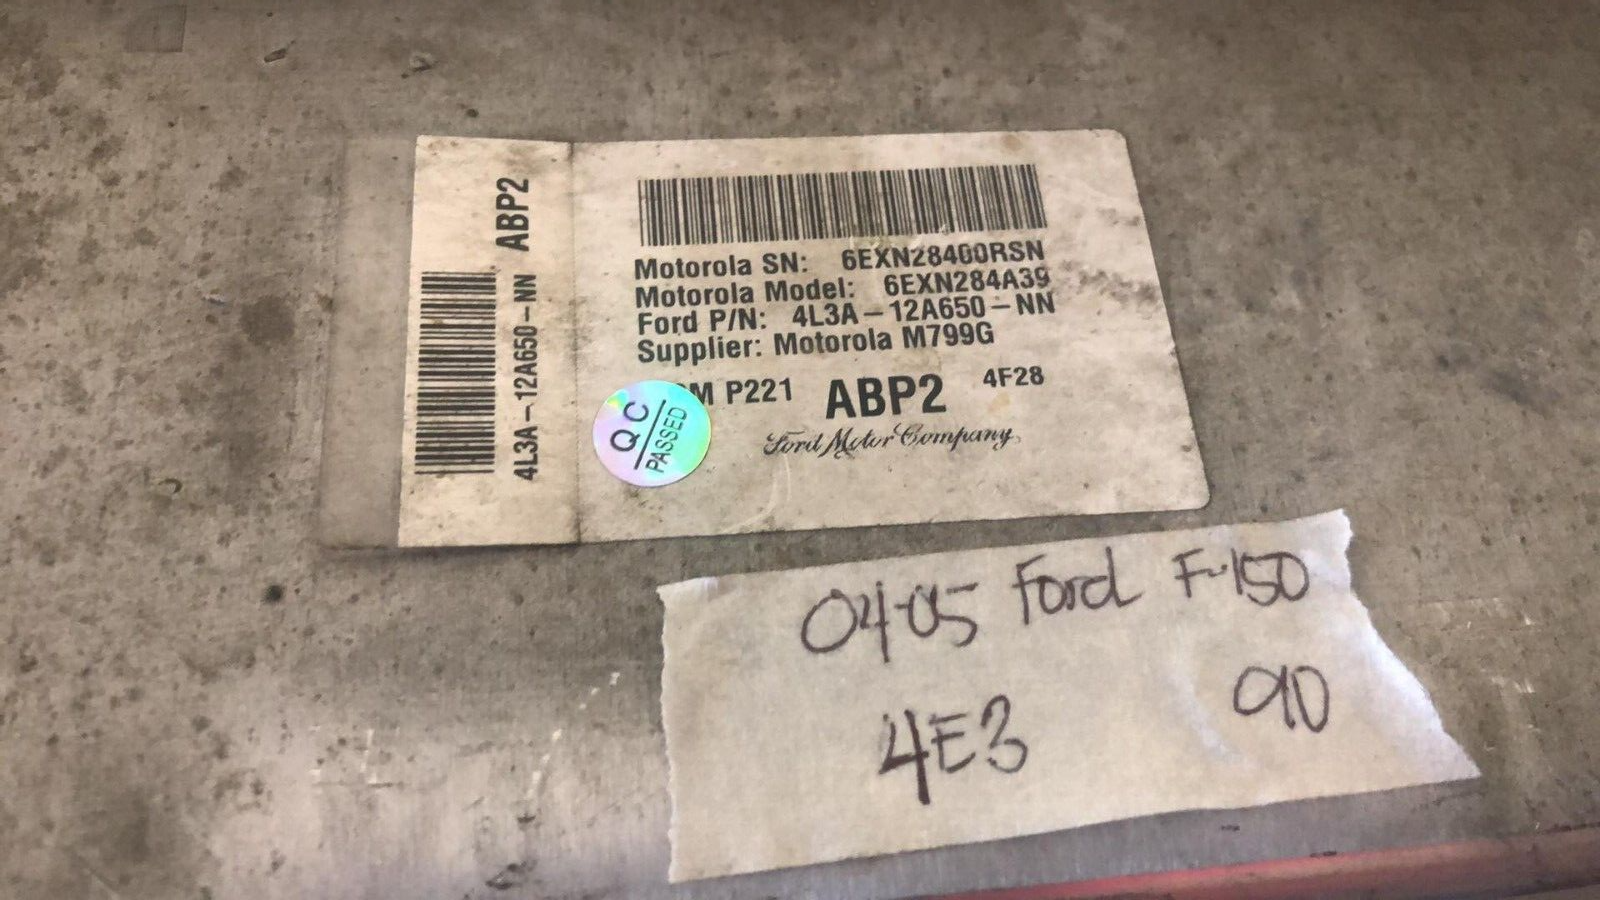 ABP2
4L3A-12A650-NN
Motorola SN: 6EXN28400RSN
Motorola Model: 6EXN284A39
Ford P/N: 4L3A-12A650-NN
Supplier: Motorola M799G
P221 ABP2 4F28
Ford Motor Company,
QC
PASSED
04-05 Ford F-150
4E3 90